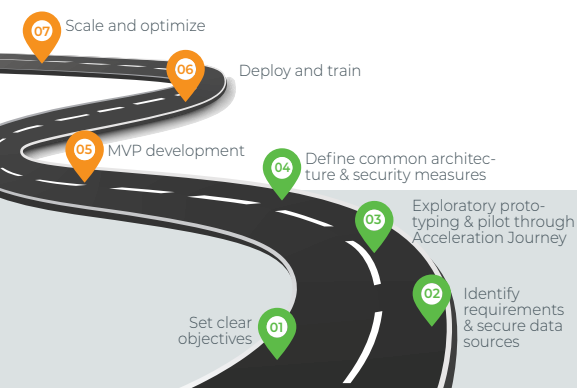 07
Scale and optimize
06
Deploy and train
05
MVP development
04
Define common architec-
ture & security measures
03
Exploratory proto-
typing & pilot through
Acceleration Journey
02
Identify
requirements
& secure data
sources
01
Set clear
objectives